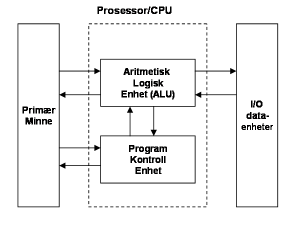 Prosessor/CPU
Primær
Minne
Aritmetisk
Logisk
Enhet (ALU)
Program
Kontroll
Enhet
I/O
data-
enheter